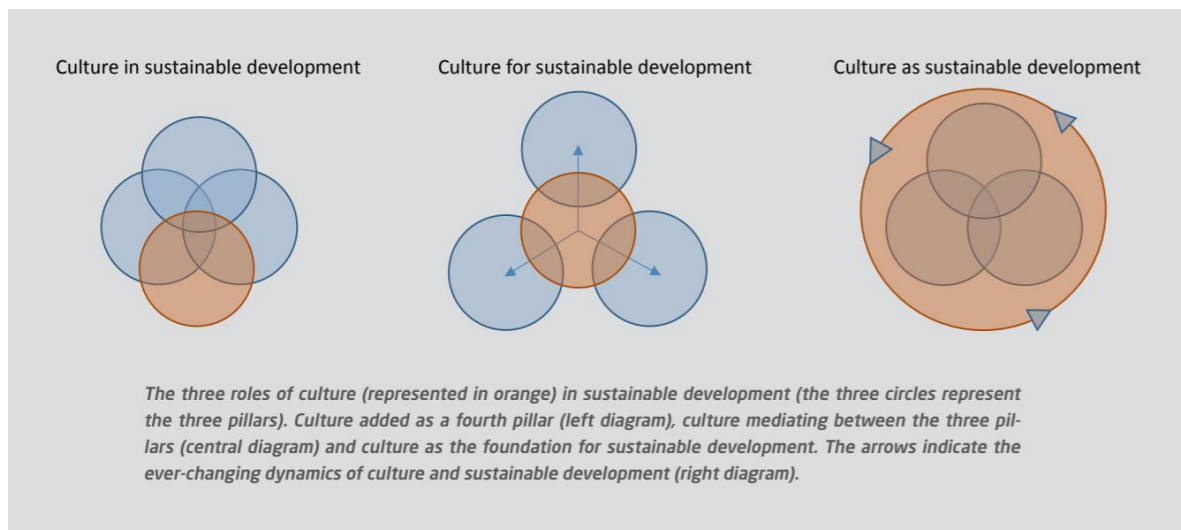 Culture in sustainable development
Culture for sustainable development
Culture as sustainable development
The three roles of culture (represented in orange) in sustainable development (the three circles represent
the three pillars). Culture added as a fourth pillar (left diagram), culture mediating between the three pil-
lars (central diagram) and culture as the foundation for sustainable development. The arrows indicate the
ever-changing dynamics of culture and sustainable development (right diagram).